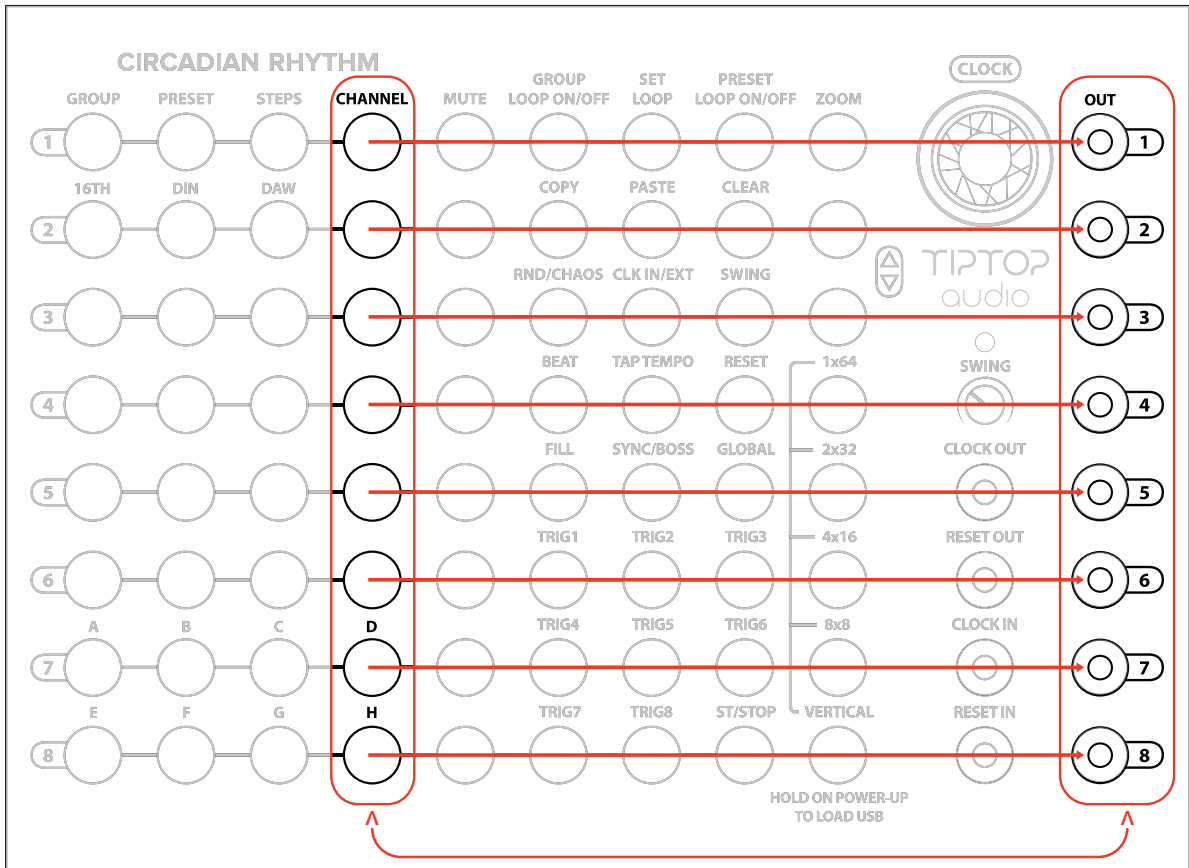 CIRCADIAN RHYTHM
CLOCK
GROUP SET PRESET
GROUP PRESET STEPS CHANNEL MUTE LOOP ON/OFF LOOP LOOP ON/OFF ZOOM OUT
1 1
16TH DIN DAW COPY PASTE CLEAR
2 2
TIPTOP
audio
RND/CHAOS CLK IN/EXT SWING
3 3
BEAT TAP TEMPO RESET 1x64 SWING
4 4
FILL SYNC/BOSS GLOBAL 2x32 CLOCK OUT
5 5
TRIG1 TRIG2 TRIG3 4x16 RESET OUT
6 6
A B C D TRIG4 TRIG5 TRIG6 8x8 CLOCK IN
7 7
E F G H TRIG7 TRIG8 ST/STOP VERTICAL RESET IN
8 8
HOLD ON POWER-UP
TO LOAD USB